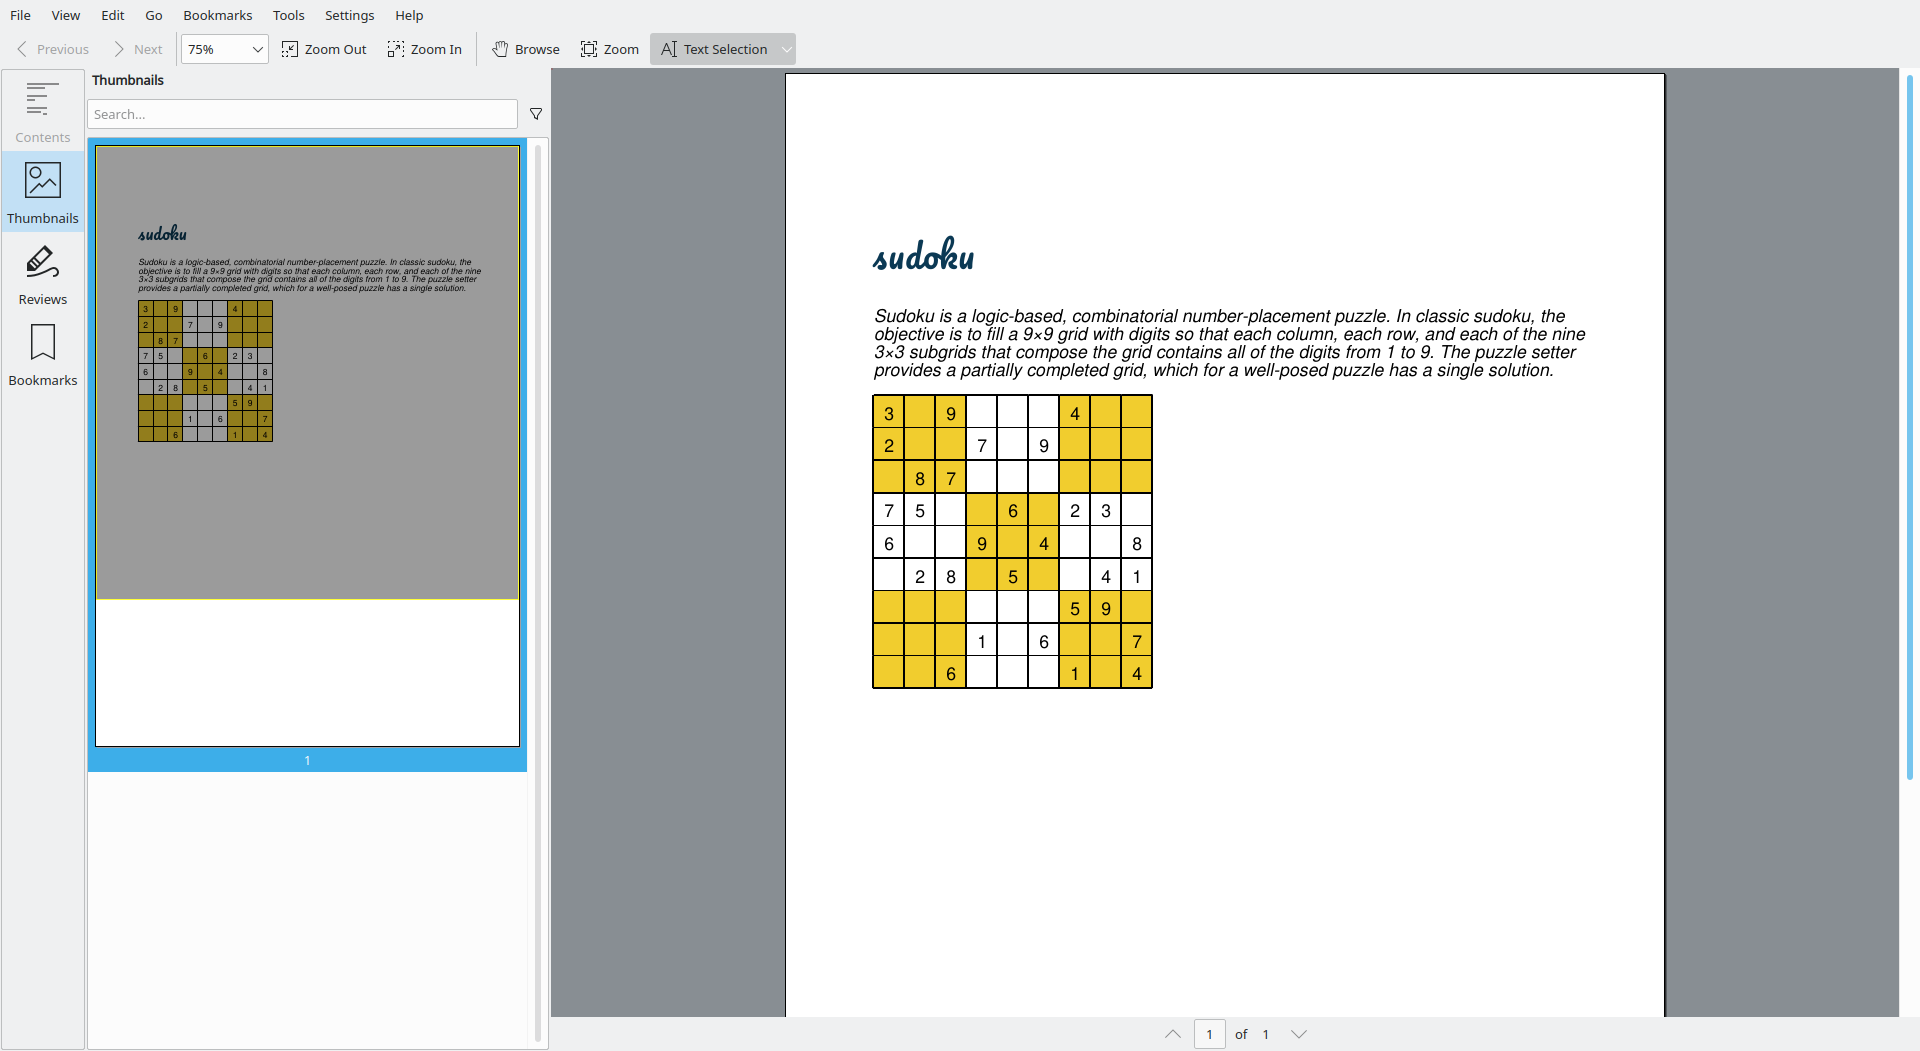 File View Edit Go Bookmarks Tools Settings Help
Previous Next 75% Zoom Out Zoom In Browse Zoom Text Selection
Contents
Thumbnails
Reviews
Bookmarks
Thumbnails
Search...
sudoku
Sudoku is a logic-based, combinatorial number-placement puzzle. In classic sudoku, the
objective is to fill a 9×9 grid with digits so that each column, each row, and each of the nine
3×3 subgrids that compose the grid contains all of the digits from 1 to 9. The puzzle setter
provides a partially completed grid, which for a well-posed puzzle has a single solution.
3 9 4
2 7 9
8 7
7 5 6 2 3
6 9 4 8
2 8 5 4 1
5 9
1 6 7
6 1 4
1
sudoku
Sudoku is a logic-based, combinatorial number-placement puzzle. In classic sudoku, the
objective is to fill a 9×9 grid with digits so that each column, each row, and each of the nine
3×3 subgrids that compose the grid contains all of the digits from 1 to 9. The puzzle setter
provides a partially completed grid, which for a well-posed puzzle has a single solution.
3 9 4
2 7 9
8 7
7 5 6 2 3
6 9 4 8
2 8 5 4 1
5 9
1 6 7
6 1 4
1 of 1